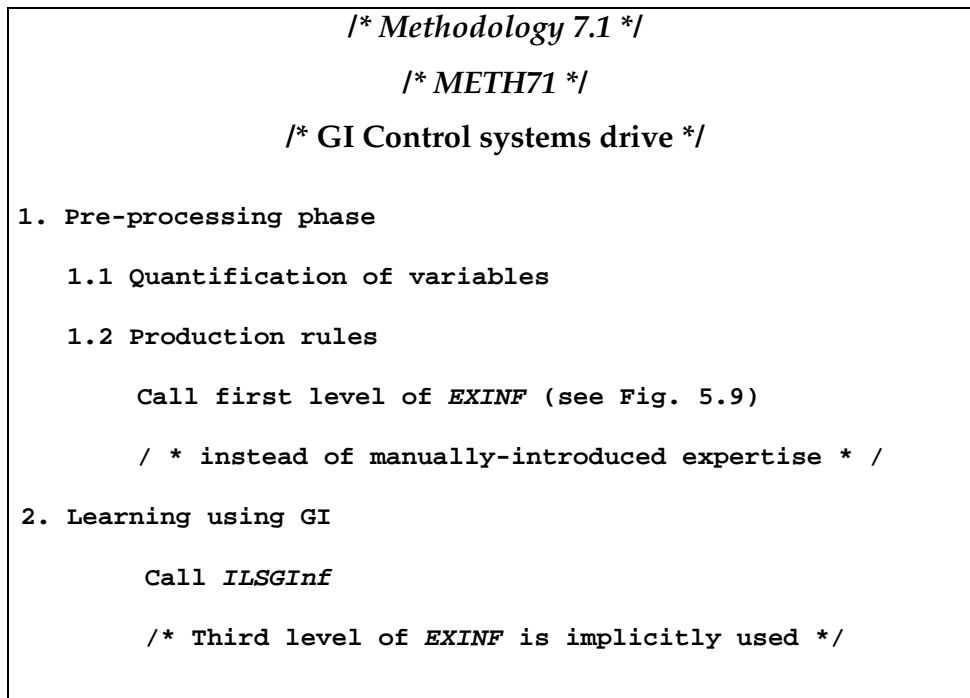 /* Methodology 7.1 */
/* METH71 */
/* GI Control systems drive */
1. Pre-processing phase
1.1 Quantification of variables
1.2 Production rules
Call first level of EXINF (see Fig. 5.9)
/ * instead of manually-introduced expertise * /
2. Learning using GI
Call ILSGInf
/* Third level of EXINF is implicitly used */